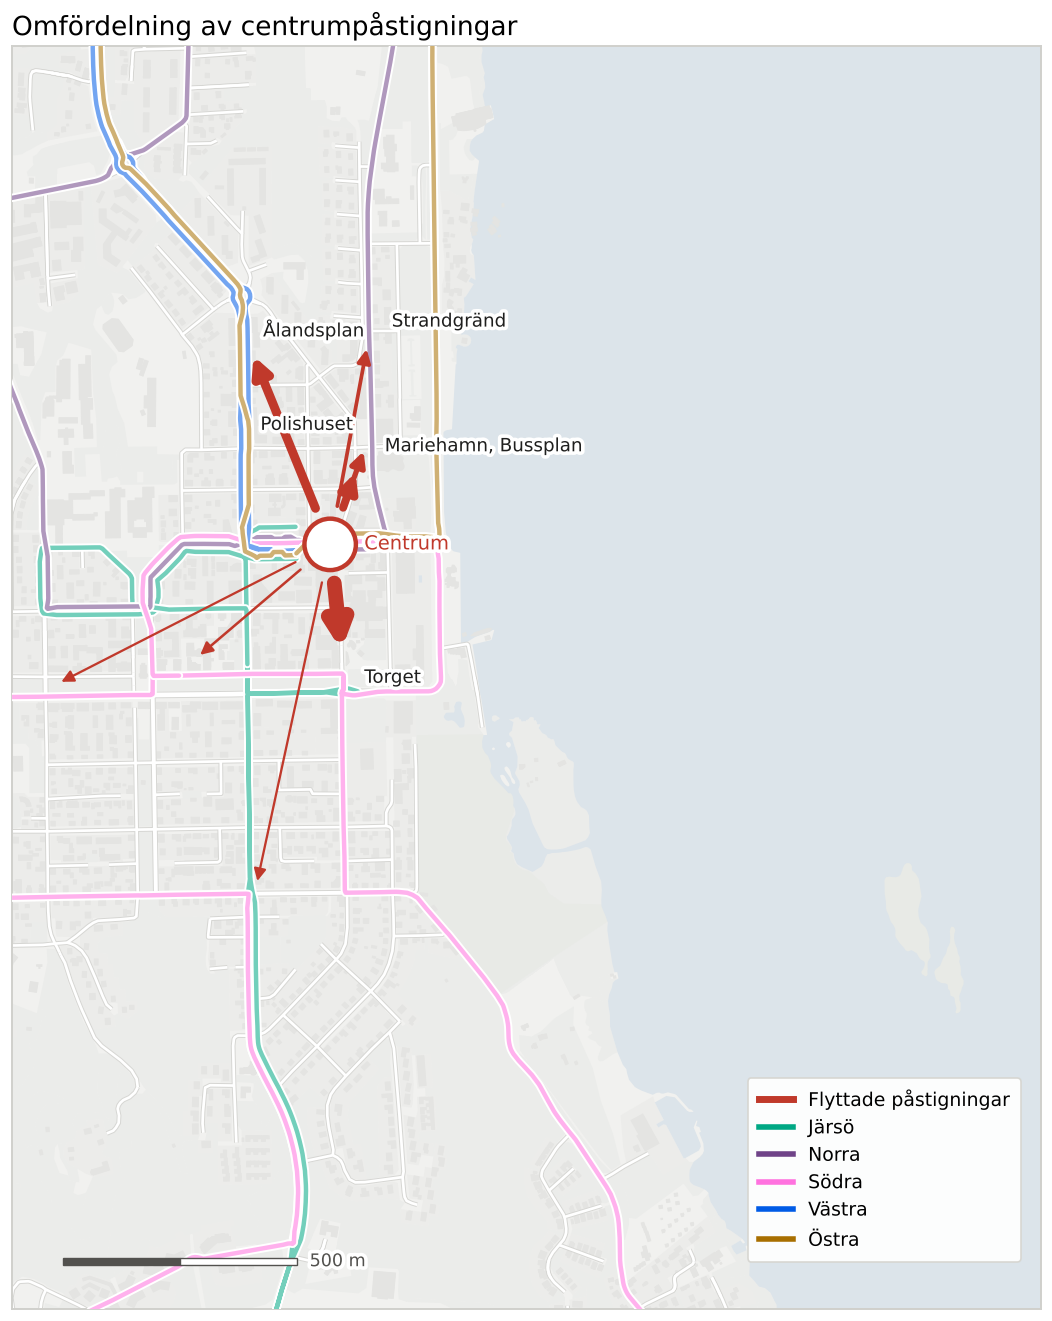 Omfördelning av centrumpåstigningar
Strandgränd
Ålandsplan
Polishuset
Mariehamn, Bussplan
Centrum
Torget
Flyttade påstigningar
Järsö
Norra
Södra
Västra
Östra
500 m